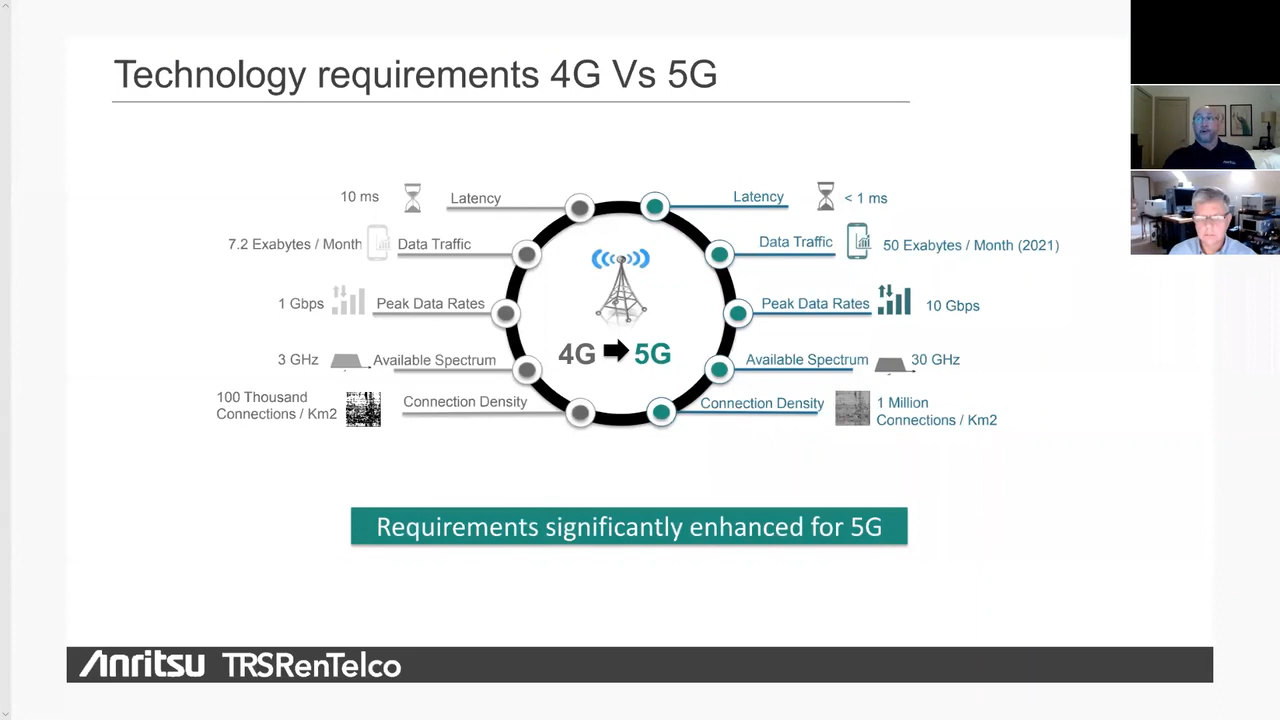 Technology requirements 4G Vs 5G
10 ms
Latency
Latency
< 1 ms
7.2 Exabytes / Month
Data Traffic
Data Traffic
50 Exabytes / Month (2021)
1 Gbps
Peak Data Rates
Peak Data Rates
10 Gbps
4G
5G
3 GHz
Available Spectrum
Available Spectrum
30 GHz
100 Thousand
Connections / Km2
Connection Density
Connection Density
1 Million
Connections / Km2
Requirements significantly enhanced for 5G
Anritsu TRSRenTelco